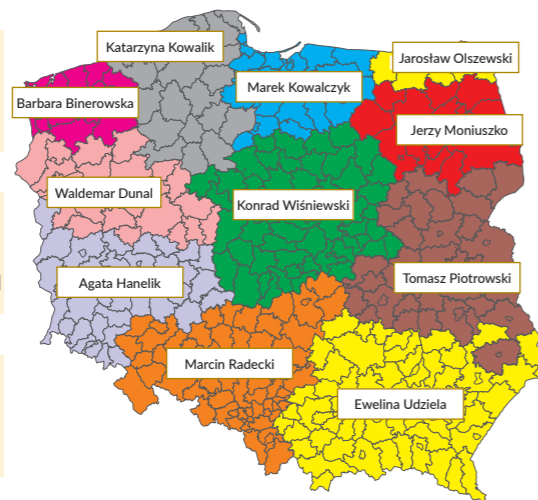 Katarzyna Kowalik
Jarosław Olszewski
Marek Kowalczyk
Barbara Binerowska
Jerzy Moniuszko
Waldemar Dunal
Konrad Wiśniewski
Agata Hanelik
Tomasz Piotrowski
Marcin Radecki
Ewelina Udziela